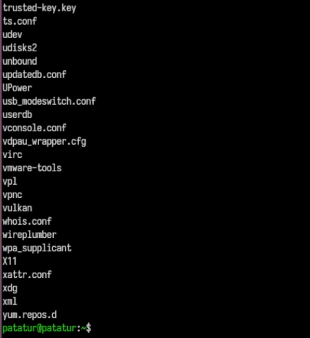 trusted-key.key
ts.conf
udev
udisks2
unbound
updatedb.conf
UPower
usb_modeswitch.conf
userdb
vconsole.conf
vdpau_wrapper.cfg
virc
vmware-tools
vpl
vpnc
vulkan
whois.conf
wireplumber
wpa_supplicant
X11
xattr.conf
xdg
xml
yum.repos.d
patatur@patatur:~$